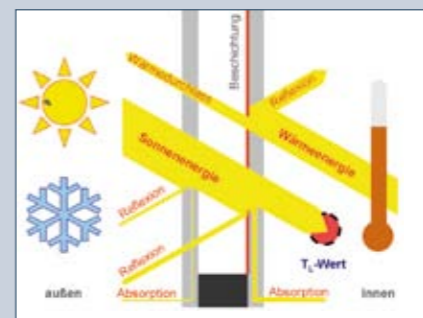 Beschichtung
Reflexion
Wärmedurchlass
Wärmeenergie
Sonnenenergie
Reflexion
Reflexion
T_L-Wert
außen
Absorption
Absorption
innen